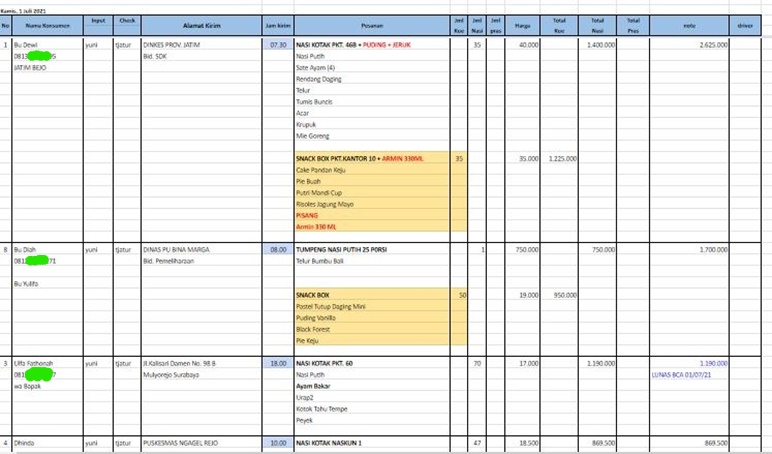 Kamis, 1 Juli 2021
No Nama Konsumen Input Check Alamat Kirim Jam Kirim Pesanan Jml Kue Jml Nasi Jml pras Harga Total Kue Total Nasi Total Pras note driver
1 Bu Dewi yuni tjatur DINKES PROV. JATIM 07.30 NASI KOTAK PKT. 46B + PUDING + JERUK 35 40.000 1.400.000 2.625.000
0813 5 Bid. SDK Nasi Putih
JATIM BEJO Sate Ayam (4)
Rendang Daging
Telur
Tumis Buncis
Acar
Krupuk
Mie Goreng
SNACK BOX PKT.KANTOR 10 + ARMIN 330ML 35 35.000 1.225.000
Cake Pandan Keju
Pie Buah
Putri Mandi Cup
Risoles Jagung Mayo
PISANG
Armin 330 ML
8 Bu Diah yuni tjatur DINAS PU BINA MARGA 08.00 TUMPENG NASI PUTIH 25 PORSI 1 750.000 750.000 1.700.000
081 71 Bid. Pemeliharaan Telur Bumbu Bali
Bu Yulifa
SNACK BOX 50 19.000 950.000
Pastel Tutup Daging Mini
Puding Vanilla
Black Forest
Pie Keju
3 Ulfa Fathonah yuni tjatur Jl.Kalisari Damen No. 98 B 18.00 NASI KOTAK PKT. 60 70 17.000 1.190.000 1.190.000
081 7 Mulyorejo Surabaya Nasi Putih LUNAS BCA 01/07/21
wa Bapak Ayam Bakar
Urap2
Kotok Tahu Tempe
Peyek
4 Dhinda yuni tjatur PUSKESMAS NGAGEL REJO 10.00 NASI KOTAK NASKUN 1 47 18.500 869.500 869.500